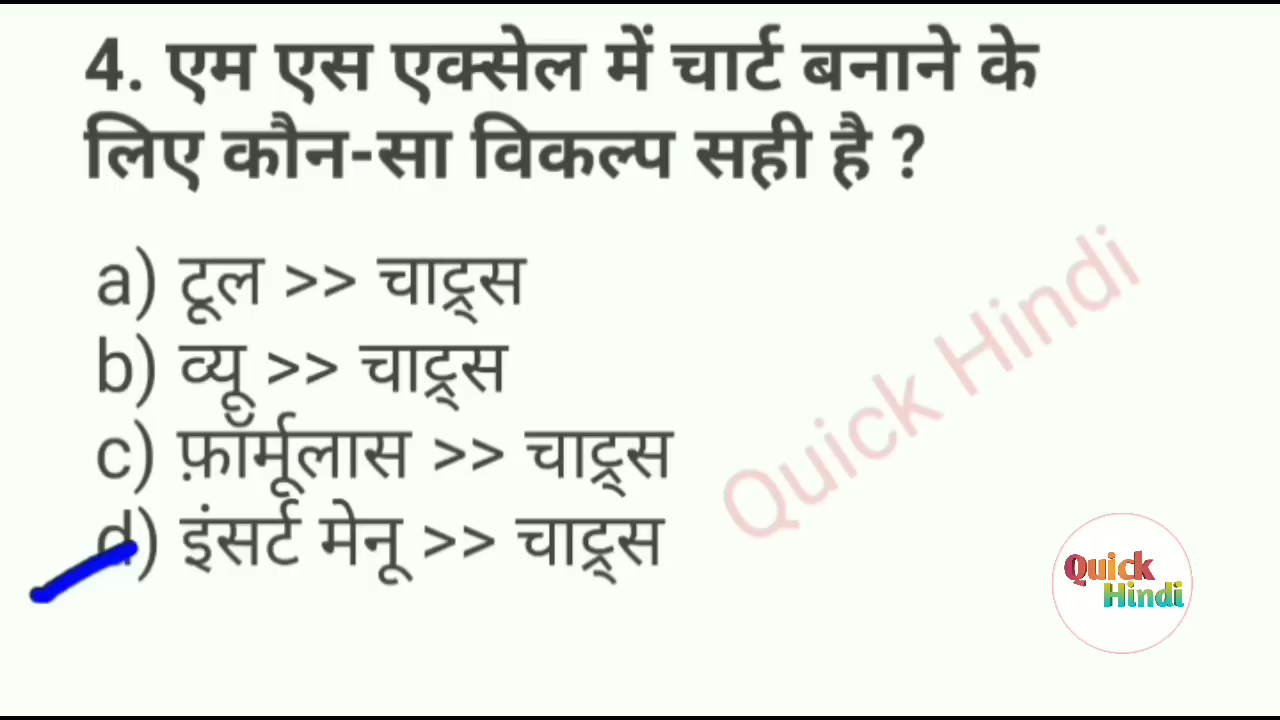 4. एम एस एक्सेल में चार्ट बनाने के
लिए कौन-सा विकल्प सही है ?
a) टूल >> चाट्र्स
b) व्यू >> चाट्र्स
c) फ़ॉर्मूलास >> चाट्र्स
d) इंसर्ट मेनू >> चाट्र्स
Quick Hindi
Quick
Hindi